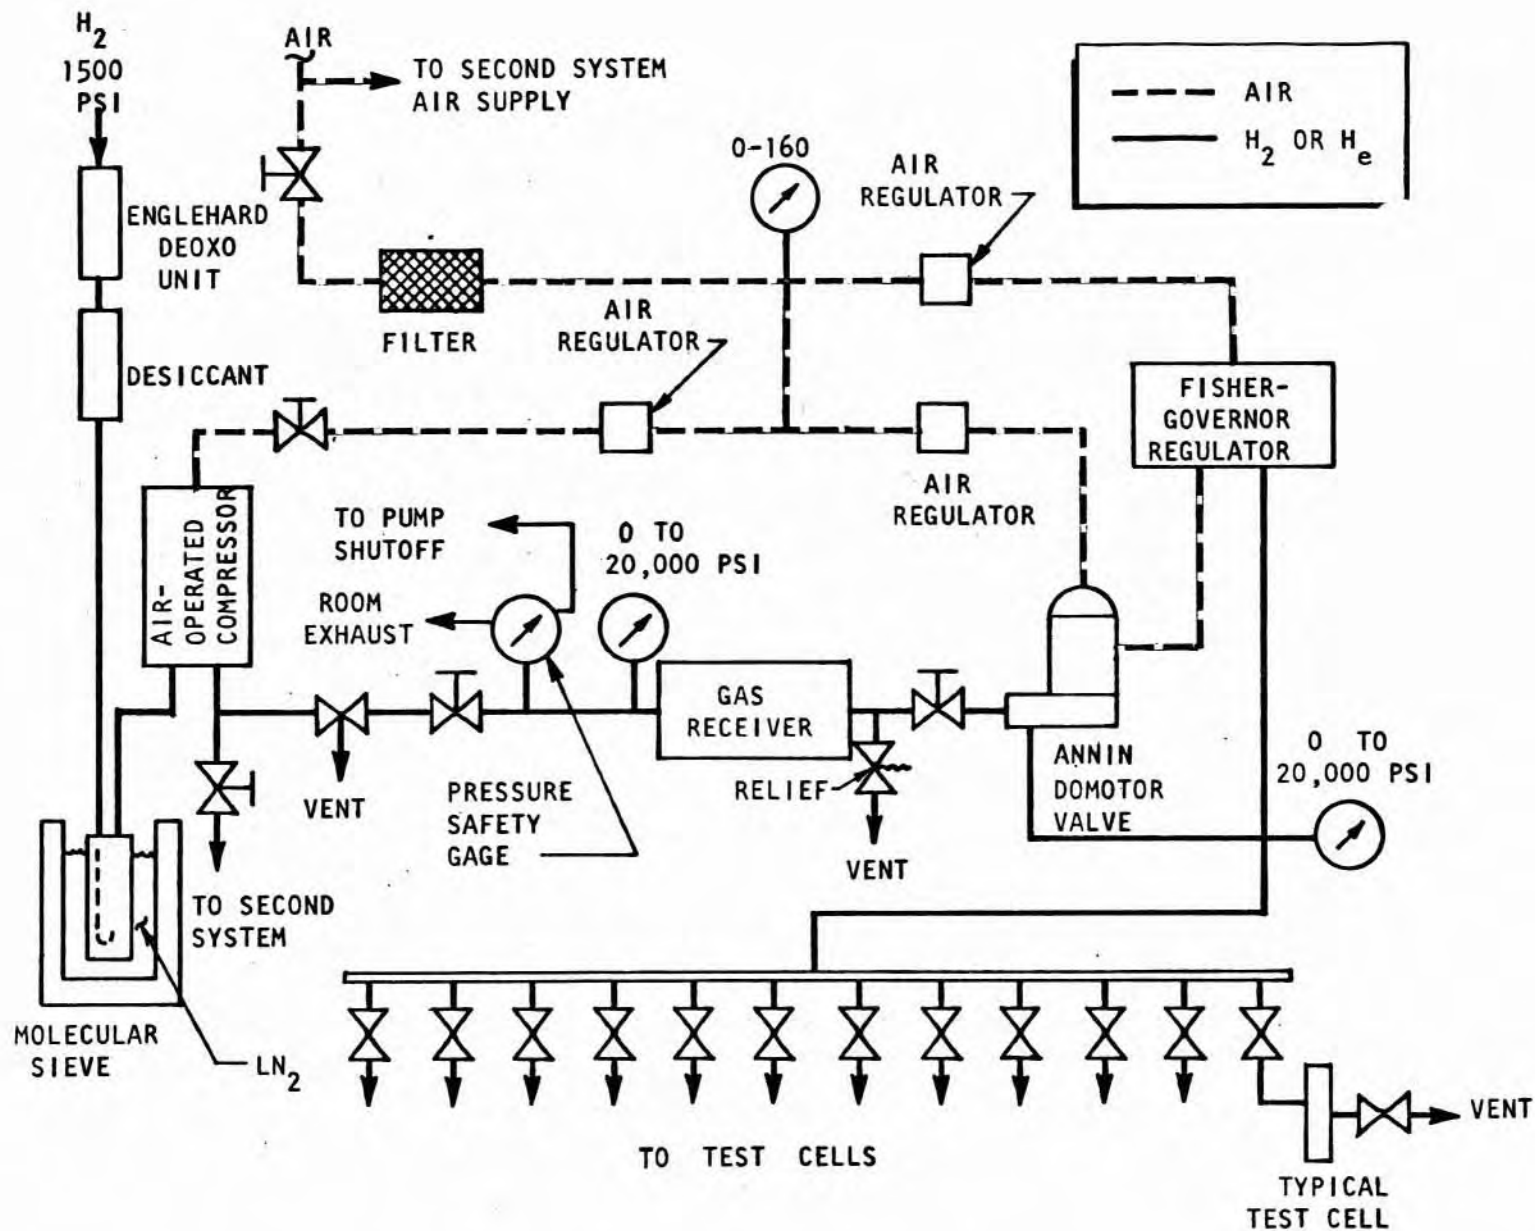 H2
1500
PSI
AIR
TO SECOND SYSTEM
AIR SUPPLY
AIR
H2 OR He
0-160
AIR
REGULATOR
ENGLEHARD
DEOXO
UNIT
FILTER
AIR
REGULATOR
DESICCANT
FISHER-
GOVERNOR
REGULATOR
AIR
REGULATOR
AIR-
OPERATED
COMPRESSOR
TO PUMP
SHUTOFF
0 TO
20,000 PSI
ROOM
EXHAUST
GAS
RECEIVER
VENT
PRESSURE
SAFETY
GAGE
RELIEF
VENT
ANNIN
DOMOTOR
VALVE
0 TO
20,000 PSI
TO SECOND
SYSTEM
MOLECULAR
SIEVE
LN2
TO TEST CELLS
VENT
TYPICAL
TEST CELL